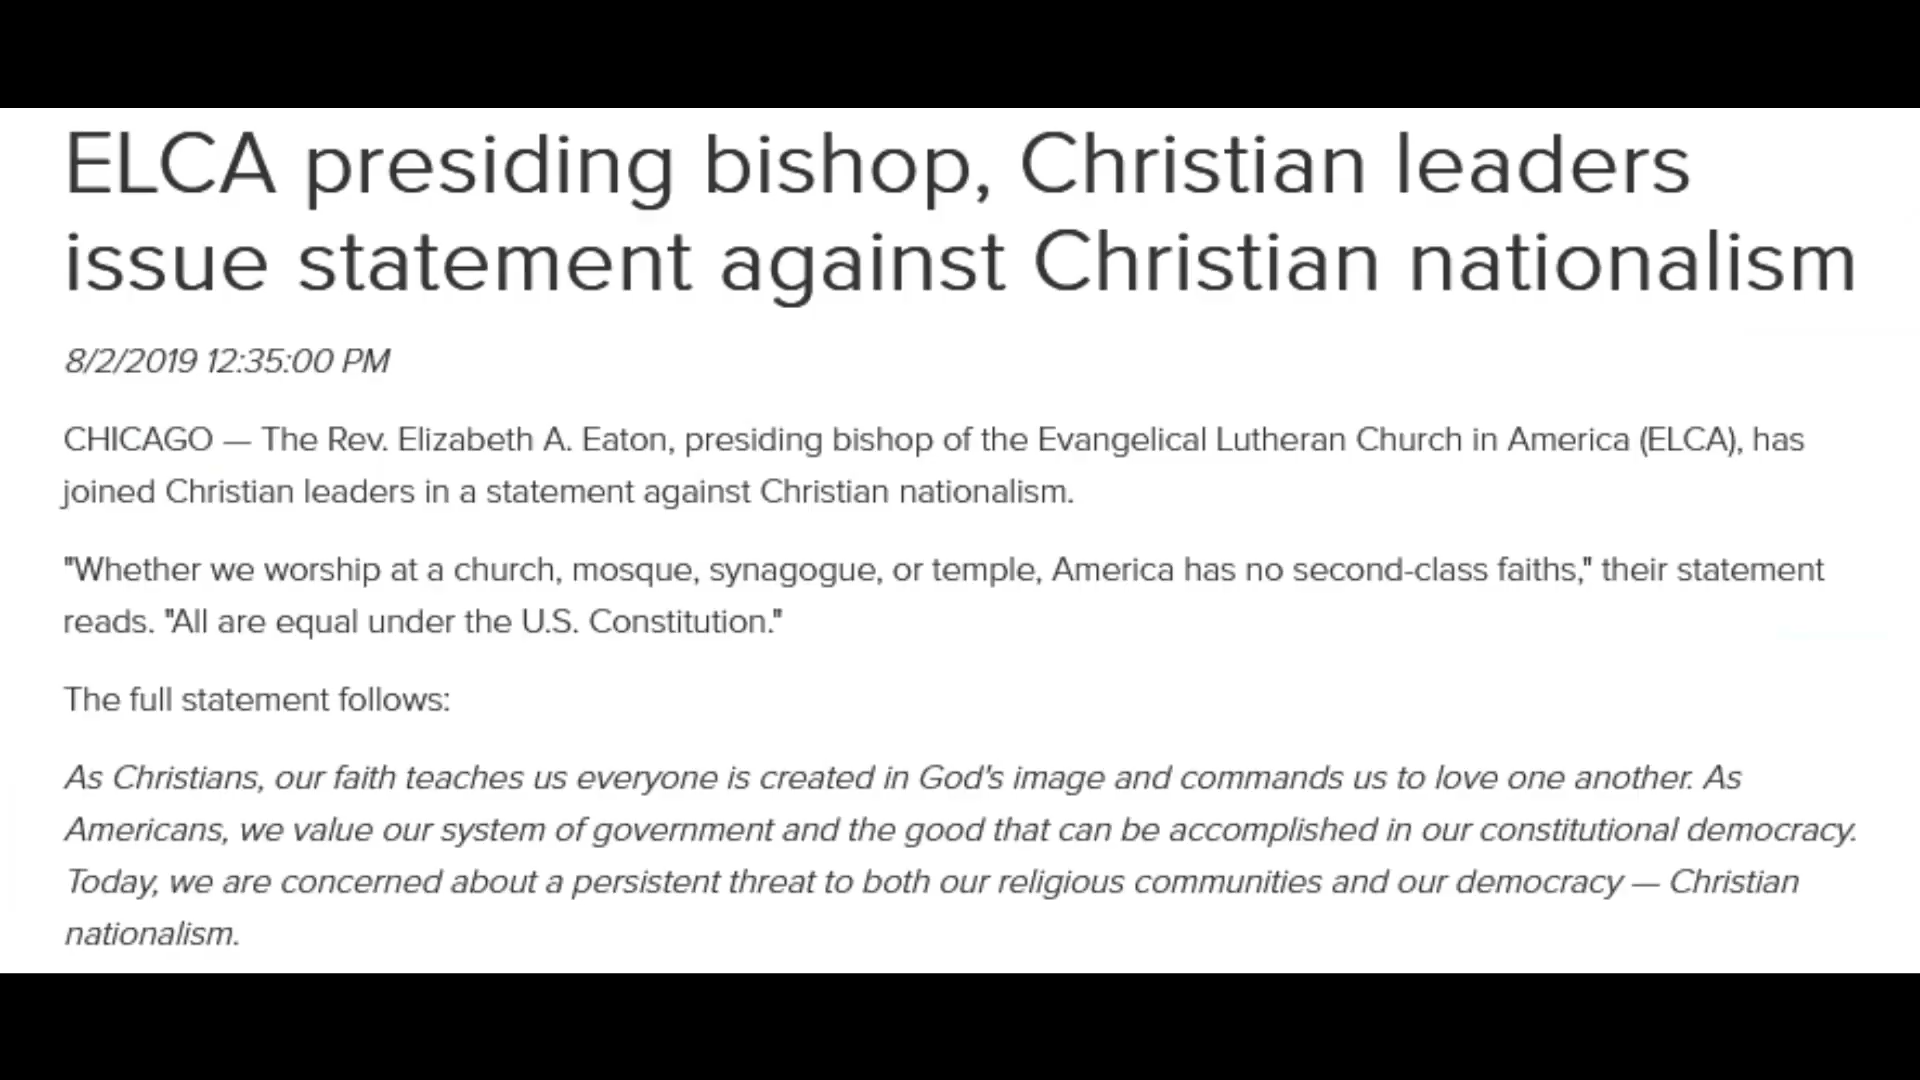 ELCA presiding bishop, Christian leaders
issue statement against Christian nationalism
8/2/2019 12:35:00 PM
CHICAGO — The Rev. Elizabeth A. Eaton, presiding bishop of the Evangelical Lutheran Church in America (ELCA), has
joined Christian leaders in a statement against Christian nationalism.
"Whether we worship at a church, mosque, synagogue, or temple, America has no second-class faiths," their statement
reads. "All are equal under the U.S. Constitution."
The full statement follows:
As Christians, our faith teaches us everyone is created in God's image and commands us to love one another. As
Americans, we value our system of government and the good that can be accomplished in our constitutional democracy.
Today, we are concerned about a persistent threat to both our religious communities and our democracy — Christian
nationalism.